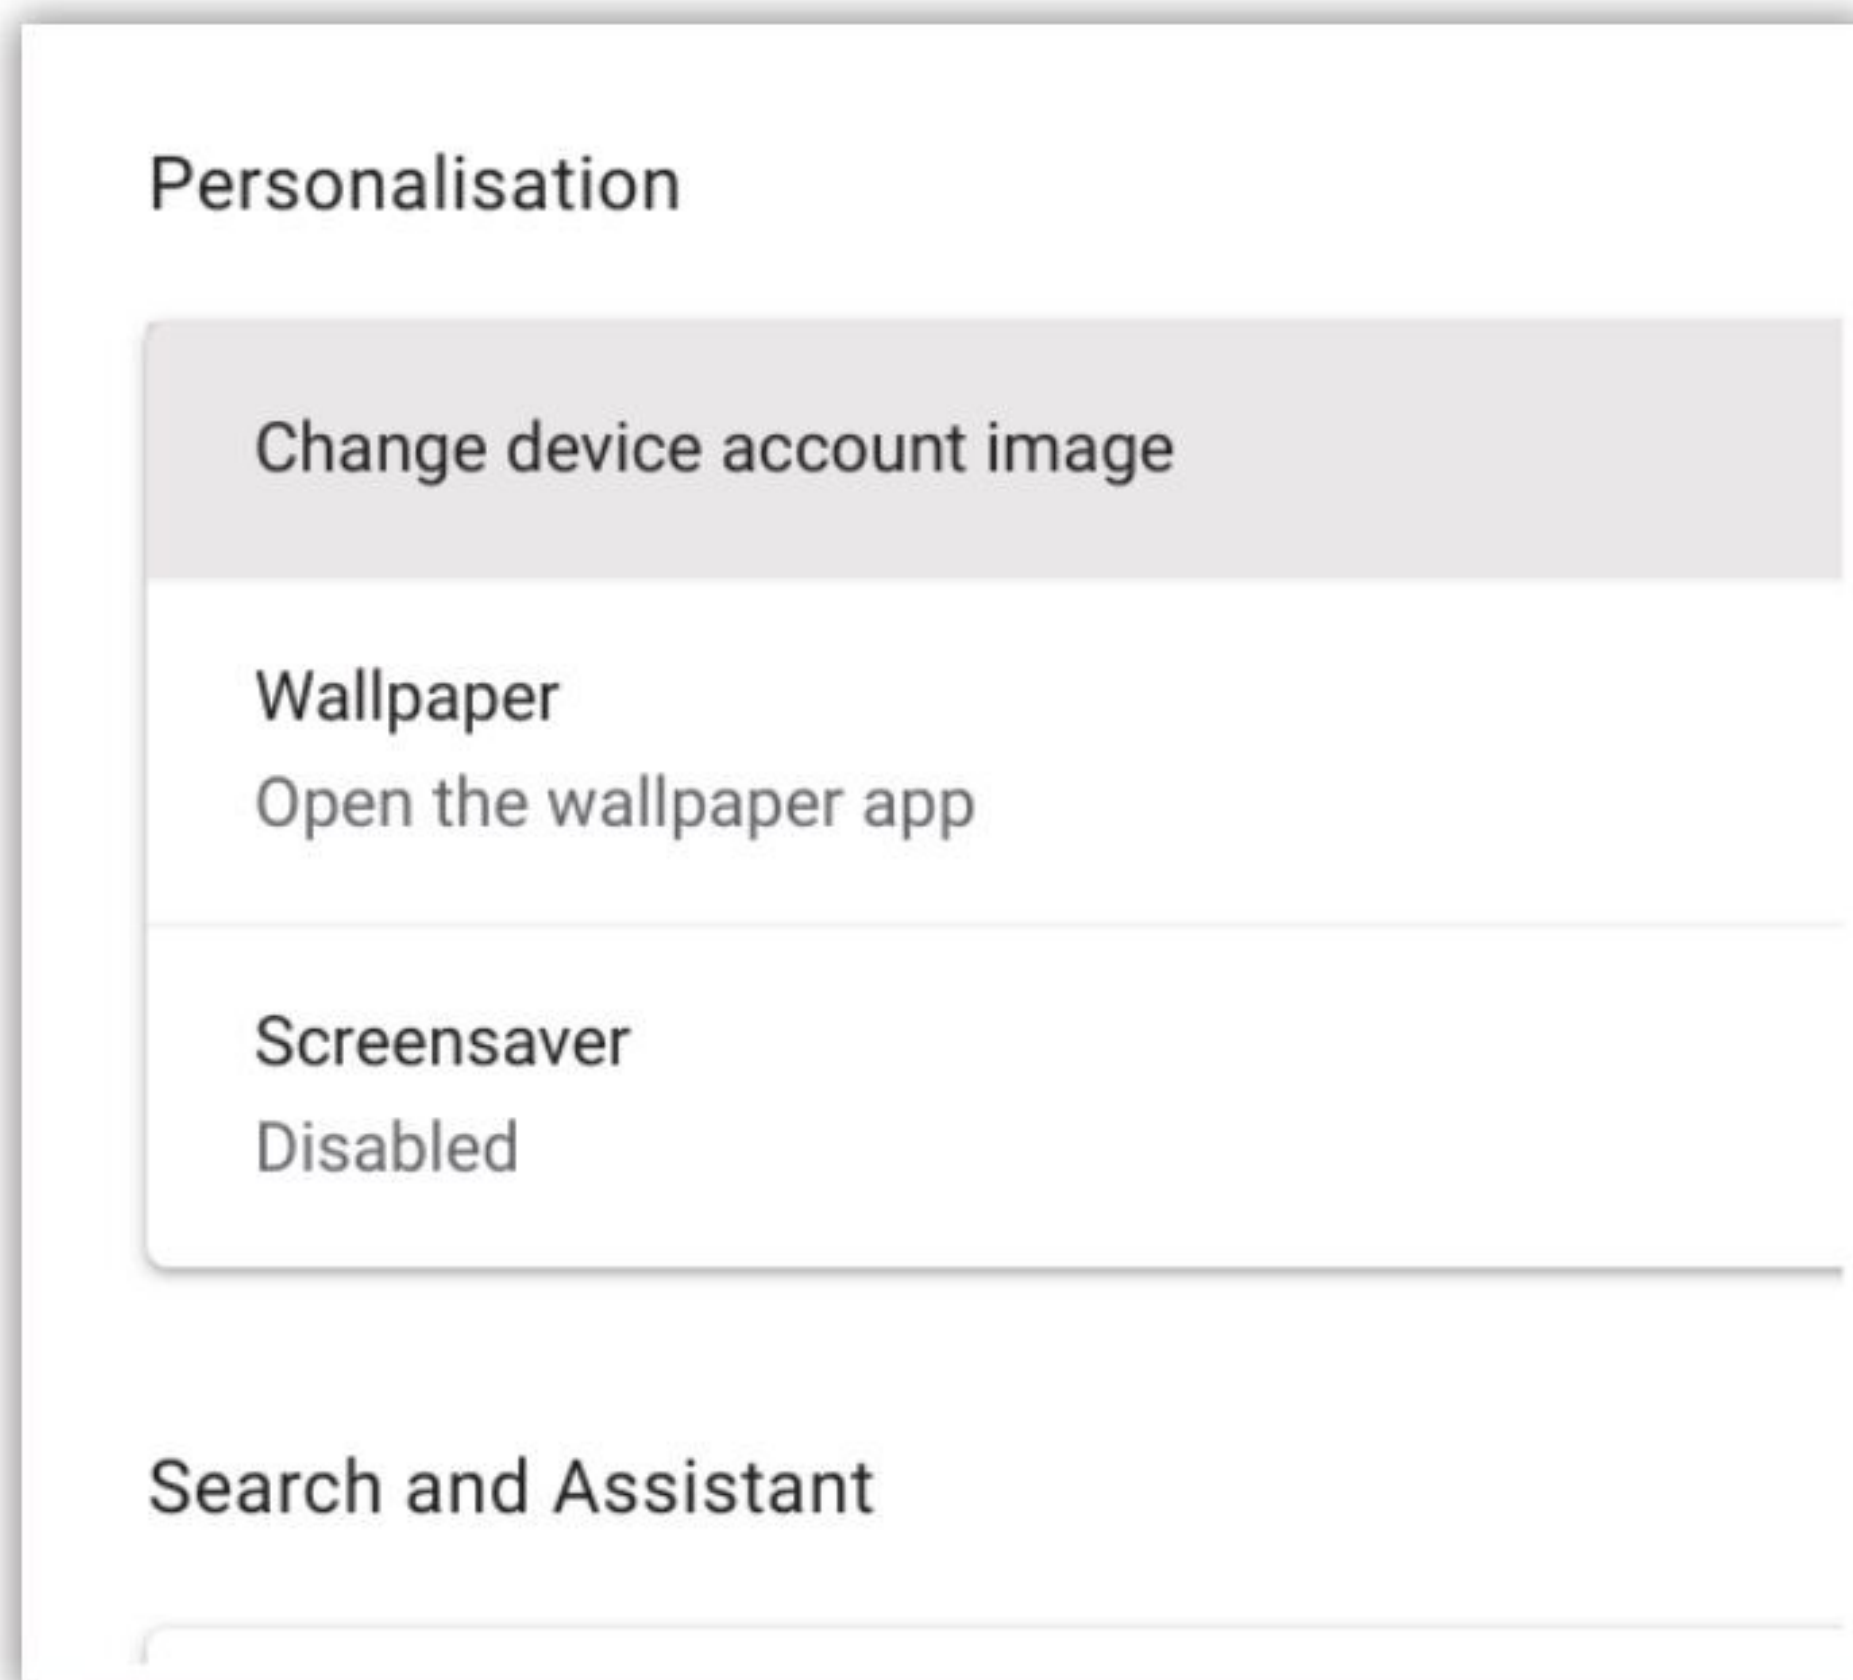 Personalisation
Change device account image
Wallpaper
Open the wallpaper app
Screensaver
Disabled
Search and Assistant